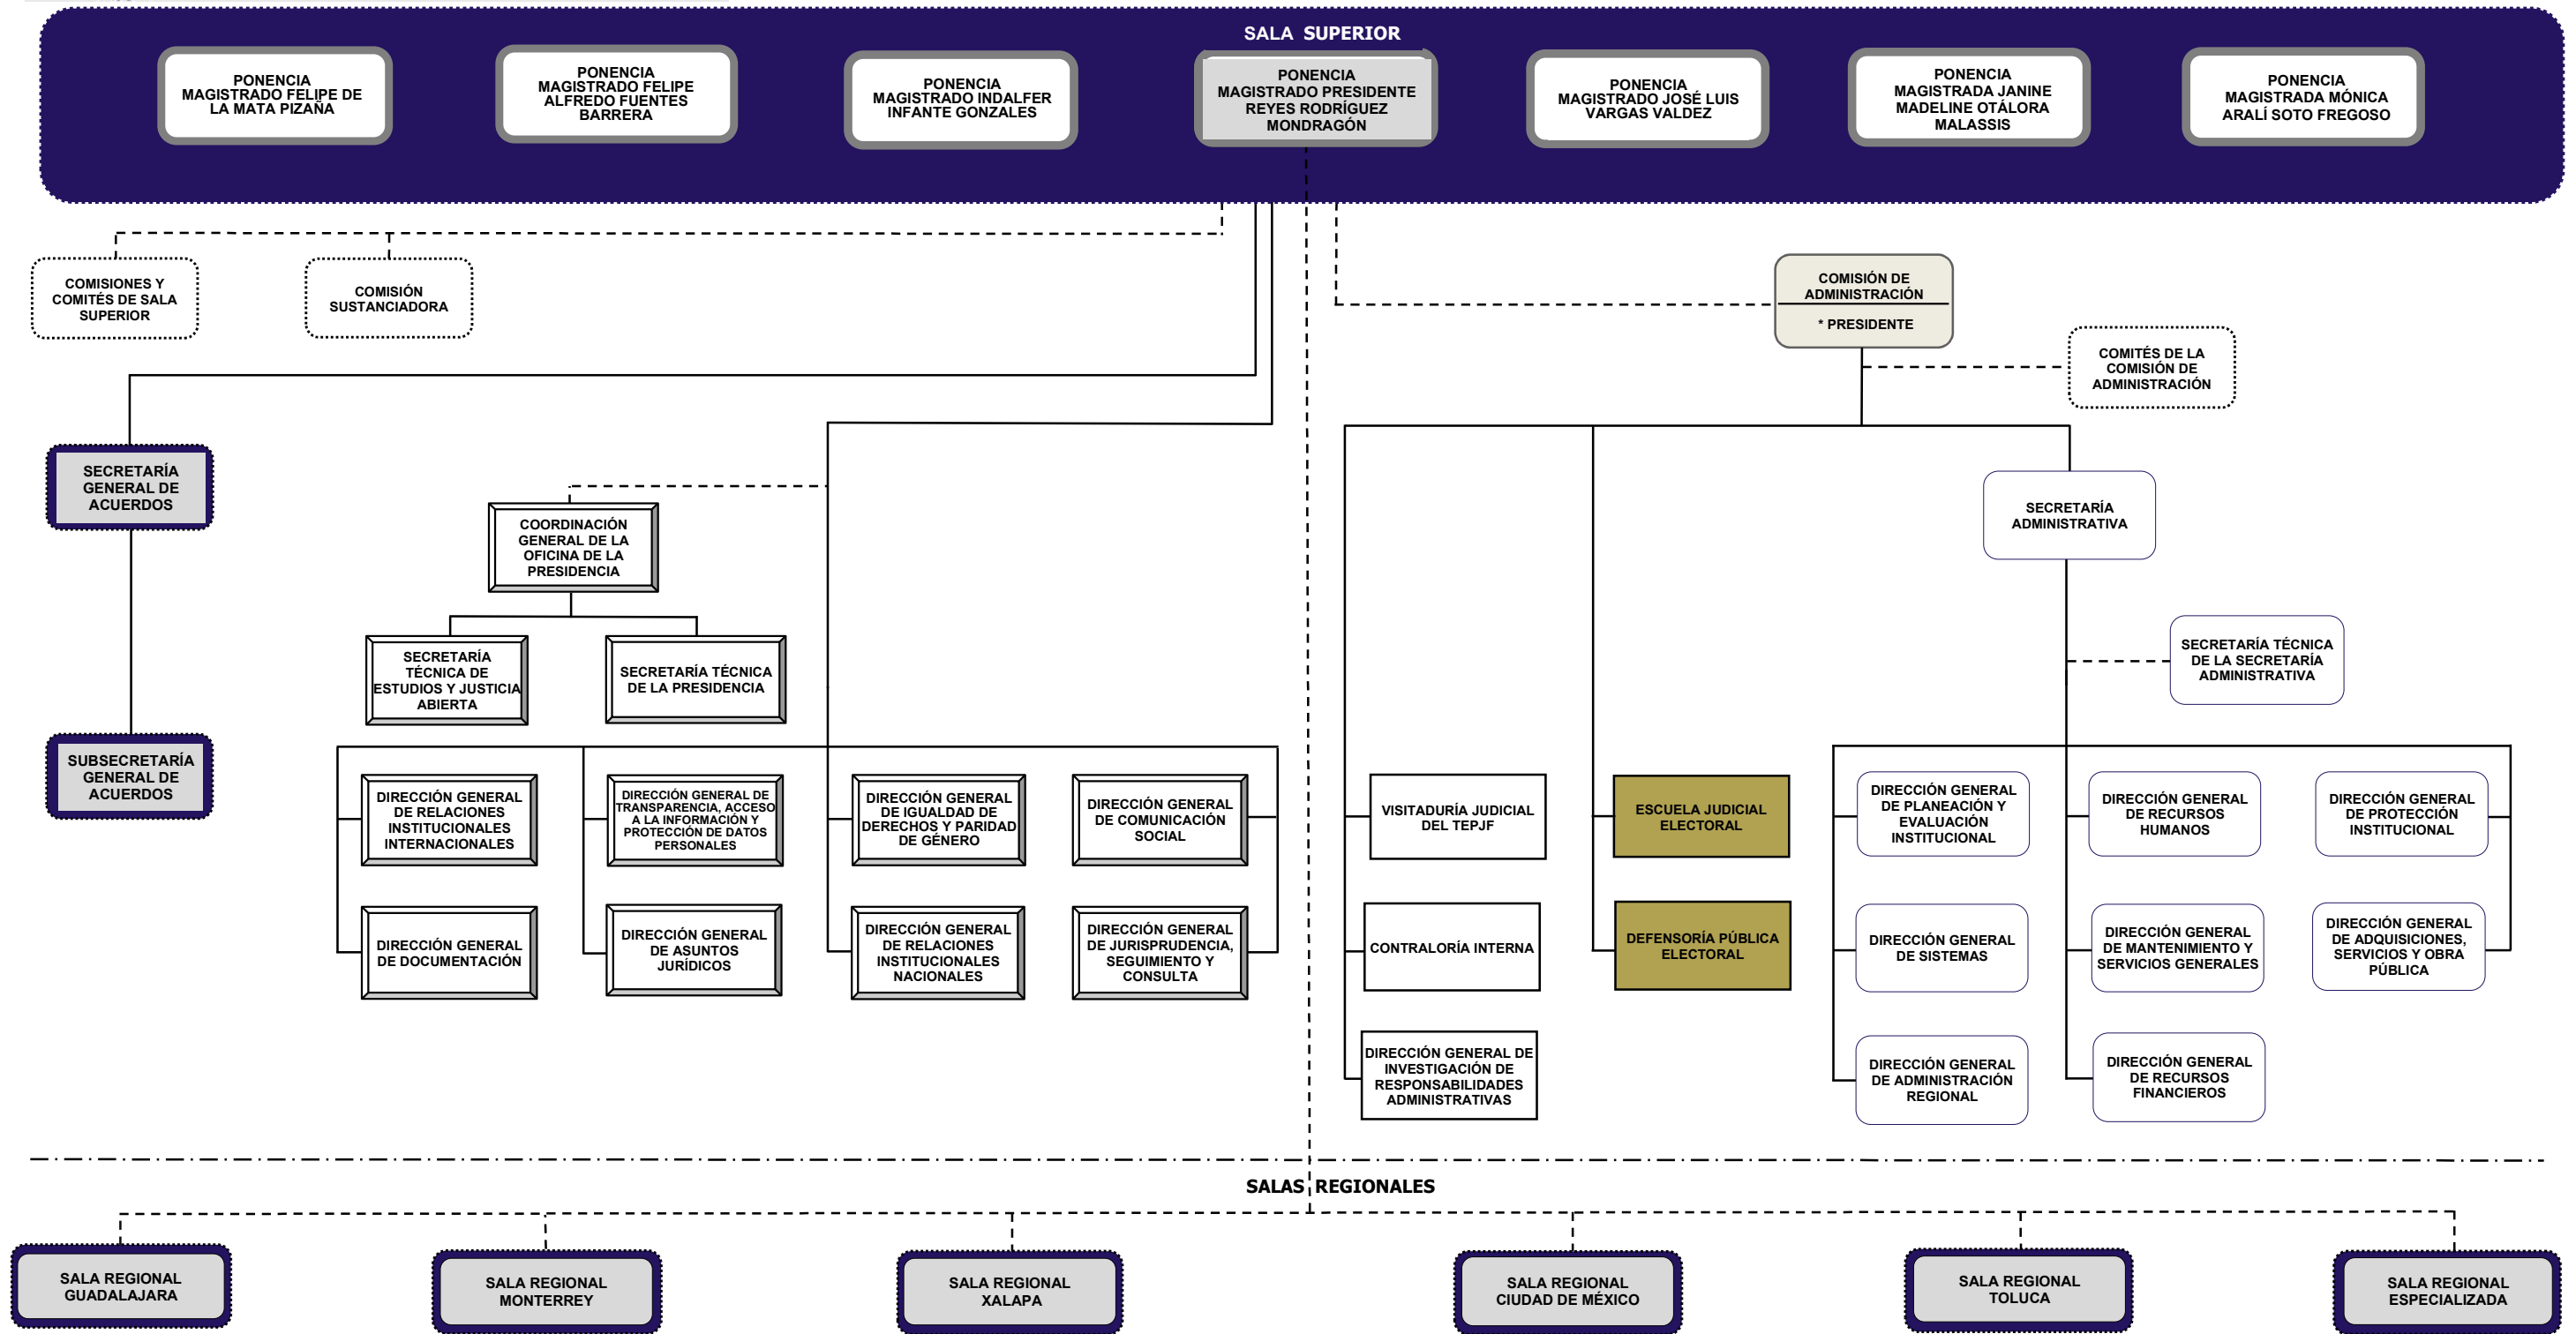 SALA SUPERIOR
PONENCIA
MAGISTRADO FELIPE DE
LA MATA PIZAÑA
PONENCIA
MAGISTRADO FELIPE
ALFREDO FUENTES
BARRERA
PONENCIA
MAGISTRADO INDALFER
INFANTE GONZALES
PONENCIA
MAGISTRADO PRESIDENTE
REYES RODRÍGUEZ
MONDRAGÓN
PONENCIA
MAGISTRADO JOSÉ LUIS
VARGAS VALDEZ
PONENCIA
MAGISTRADA JANINE
MADELINE OTÁLORA
MALASSIS
PONENCIA
MAGISTRADA MÓNICA
ARALÍ SOTO FREGOSO
COMISIONES Y
COMITÉS DE SALA
SUPERIOR
COMISIÓN
SUSTANCIADORA
COMISIÓN DE
ADMINISTRACIÓN
* PRESIDENTE
COMITÉS DE LA
COMISIÓN DE
ADMINISTRACIÓN
SECRETARÍA
GENERAL DE
ACUERDOS
COORDINACIÓN
GENERAL DE LA
OFICINA DE LA
PRESIDENCIA
SECRETARÍA
ADMINISTRATIVA
SECRETARÍA
TÉCNICA DE
ESTUDIOS Y JUSTICIA
ABIERTA
SECRETARÍA TÉCNICA
DE LA PRESIDENCIA
SECRETARÍA TÉCNICA
DE LA SECRETARÍA
ADMINISTRATIVA
SUBSECRETARÍA
GENERAL DE
ACUERDOS
DIRECCIÓN GENERAL
DE RELACIONES
INSTITUCIONALES
INTERNACIONALES
DIRECCIÓN GENERAL DE
TRANSPARENCIA, ACCESO
A LA INFORMACIÓN Y
PROTECCIÓN DE DATOS
PERSONALES
DIRECCIÓN GENERAL
DE IGUALDAD DE
DERECHOS Y PARIDAD
DE GÉNERO
DIRECCIÓN GENERAL
DE COMUNICACIÓN
SOCIAL
VISITADURÍA JUDICIAL
DEL TEPJF
ESCUELA JUDICIAL
ELECTORAL
DIRECCIÓN GENERAL
DE PLANEACIÓN Y
EVALUACIÓN
INSTITUCIONAL
DIRECCIÓN GENERAL
DE RECURSOS
HUMANOS
DIRECCIÓN GENERAL
DE PROTECCIÓN
INSTITUCIONAL
DIRECCIÓN GENERAL
DE DOCUMENTACIÓN
DIRECCIÓN GENERAL
DE ASUNTOS
JURÍDICOS
DIRECCIÓN GENERAL
DE RELACIONES
INSTITUCIONALES
NACIONALES
DIRECCIÓN GENERAL
DE JURISPRUDENCIA,
SEGUIMIENTO Y
CONSULTA
CONTRALORÍA INTERNA
DEFENSORÍA PÚBLICA
ELECTORAL
DIRECCIÓN GENERAL
DE SISTEMAS
DIRECCIÓN GENERAL
DE MANTENIMIENTO Y
SERVICIOS GENERALES
DIRECCIÓN GENERAL
DE ADQUISICIONES,
SERVICIOS Y OBRA
PÚBLICA
DIRECCIÓN GENERAL DE
INVESTIGACIÓN DE
RESPONSABILIDADES
ADMINISTRATIVAS
DIRECCIÓN GENERAL
DE ADMINISTRACIÓN
REGIONAL
DIRECCIÓN GENERAL
DE RECURSOS
FINANCIEROS
SALAS REGIONALES
SALA REGIONAL
GUADALAJARA
SALA REGIONAL
MONTERREY
SALA REGIONAL
XALAPA
SALA REGIONAL
CIUDAD DE MÉXICO
SALA REGIONAL
TOLUCA
SALA REGIONAL
ESPECIALIZADA